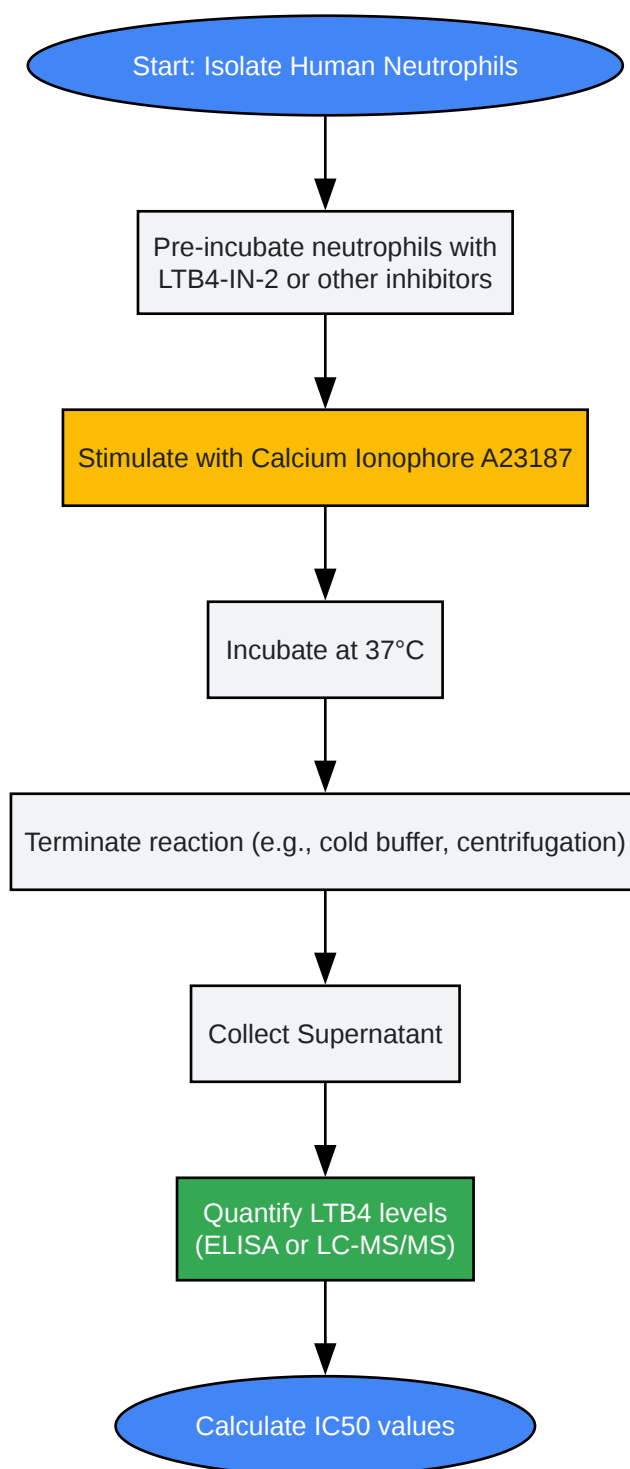 Start: Isolate Human Neutrophils
Pre-incubate neutrophils with
LTB4-IN-2 or other inhibitors
Stimulate with Calcium Ionophore A23187
Incubate at 37°C
Terminate reaction (e.g., cold buffer, centrifugation)
Collect Supernatant
Quantify LTB4 levels
(ELISA or LC-MS/MS)
Calculate IC50 values